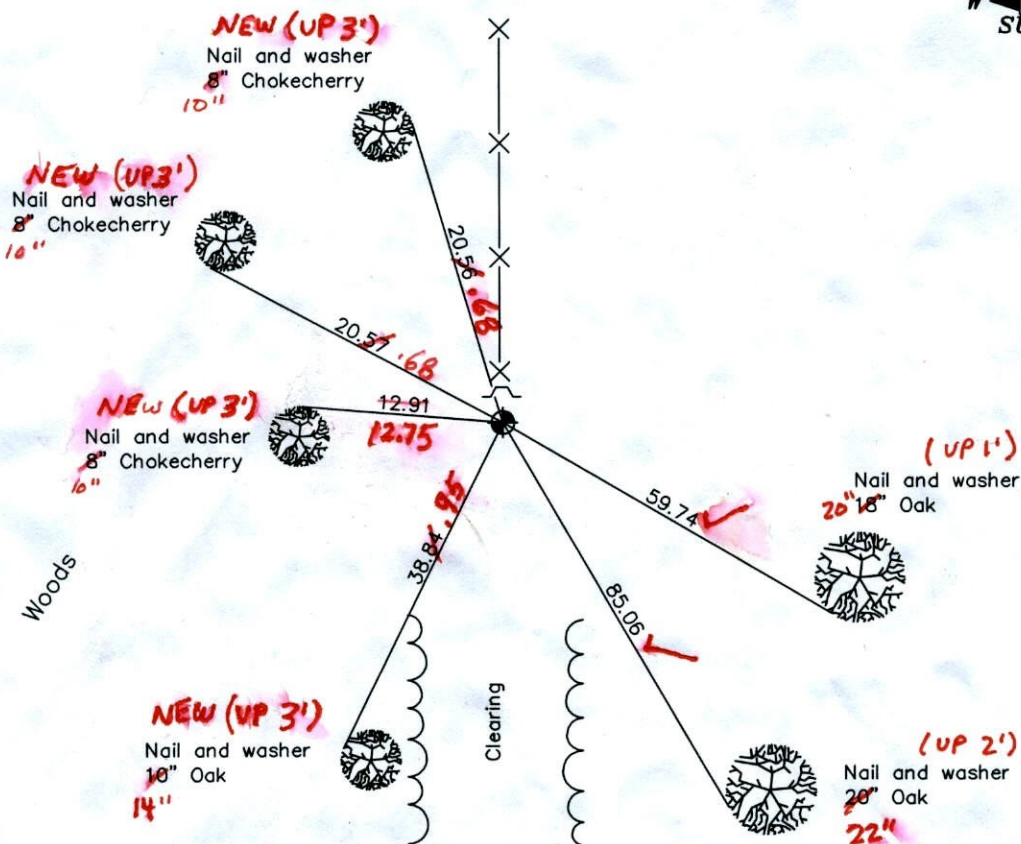 NEW (UP 3')
Nail and washer
8" Chokecherry
10"
NEW (UP 3')
Nail and washer
8" Chokecherry
10"
20.56 .68
20.57 .68
NEW (UP 3')
Nail and washer
8" Chokecherry
10"
12.91
12.75
(UP 1')
Nail and washer
20" 18" Oak
59.74
38.84 .95
85.06
Woods
Clearing
NEW (UP 3')
Nail and washer
10" Oak
14"
(UP 2')
Nail and washer
20" Oak
22"